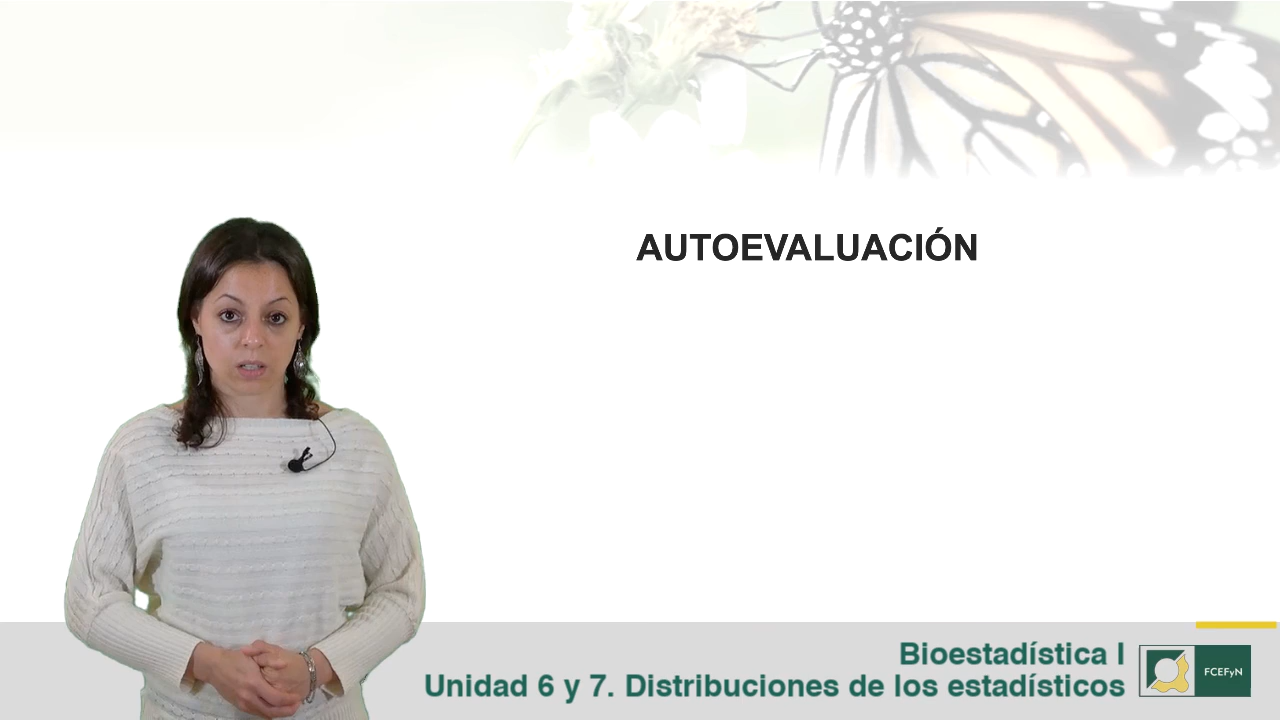 AUTOEVALUACIÓN
Bioestadística I
Unidad 6 y 7. Distribuciones de los estadísticos
FCEFyN